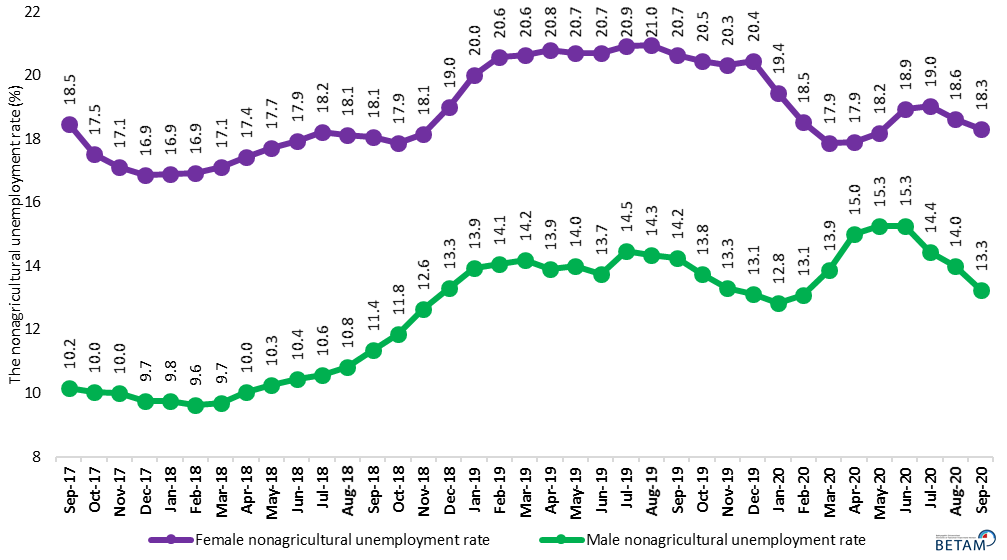 The nonagricultural unemployment rate (%)
22
20
18
16
14
12
10
8
18.5 17.5 17.1 16.9 16.9 16.9 17.1 17.4 17.7 17.9 18.2 18.1 18.1 17.9 18.1 19.0 20.0 20.6 20.6 20.8 20.7 20.7 20.9 21.0 20.7 20.5 20.3 20.4 19.4 18.5 17.9 17.9 18.2 18.9 19.0 18.6 18.3
10.2 10.0 10.0 9.7 9.8 9.6 9.7 10.0 10.3 10.4 10.6 10.8 11.4 11.8 12.6 13.3 13.9 14.1 14.2 13.9 14.0 13.7 14.5 14.3 14.2 13.8 13.3 13.1 12.8 13.1 13.9 15.0 15.3 15.3 14.4 14.0 13.3
Sep-17 Oct-17 Nov-17 Dec-17 Jan-18 Feb-18 Mar-18 Apr-18 May-18 Jun-18 Jul-18 Aug-18 Sep-18 Oct-18 Nov-18 Dec-18 Jan-19 Feb-19 Mar-19 Apr-19 May-19 Jun-19 Jul-19 Aug-19 Sep-19 Oct-19 Nov-19 Dec-19 Jan-20 Feb-20 Mar-20 Apr-20 May-20 Jun-20 Jul-20 Aug-20 Sep-20
Female nonagricultural unemployment rate
Male nonagricultural unemployment rate
BETAM